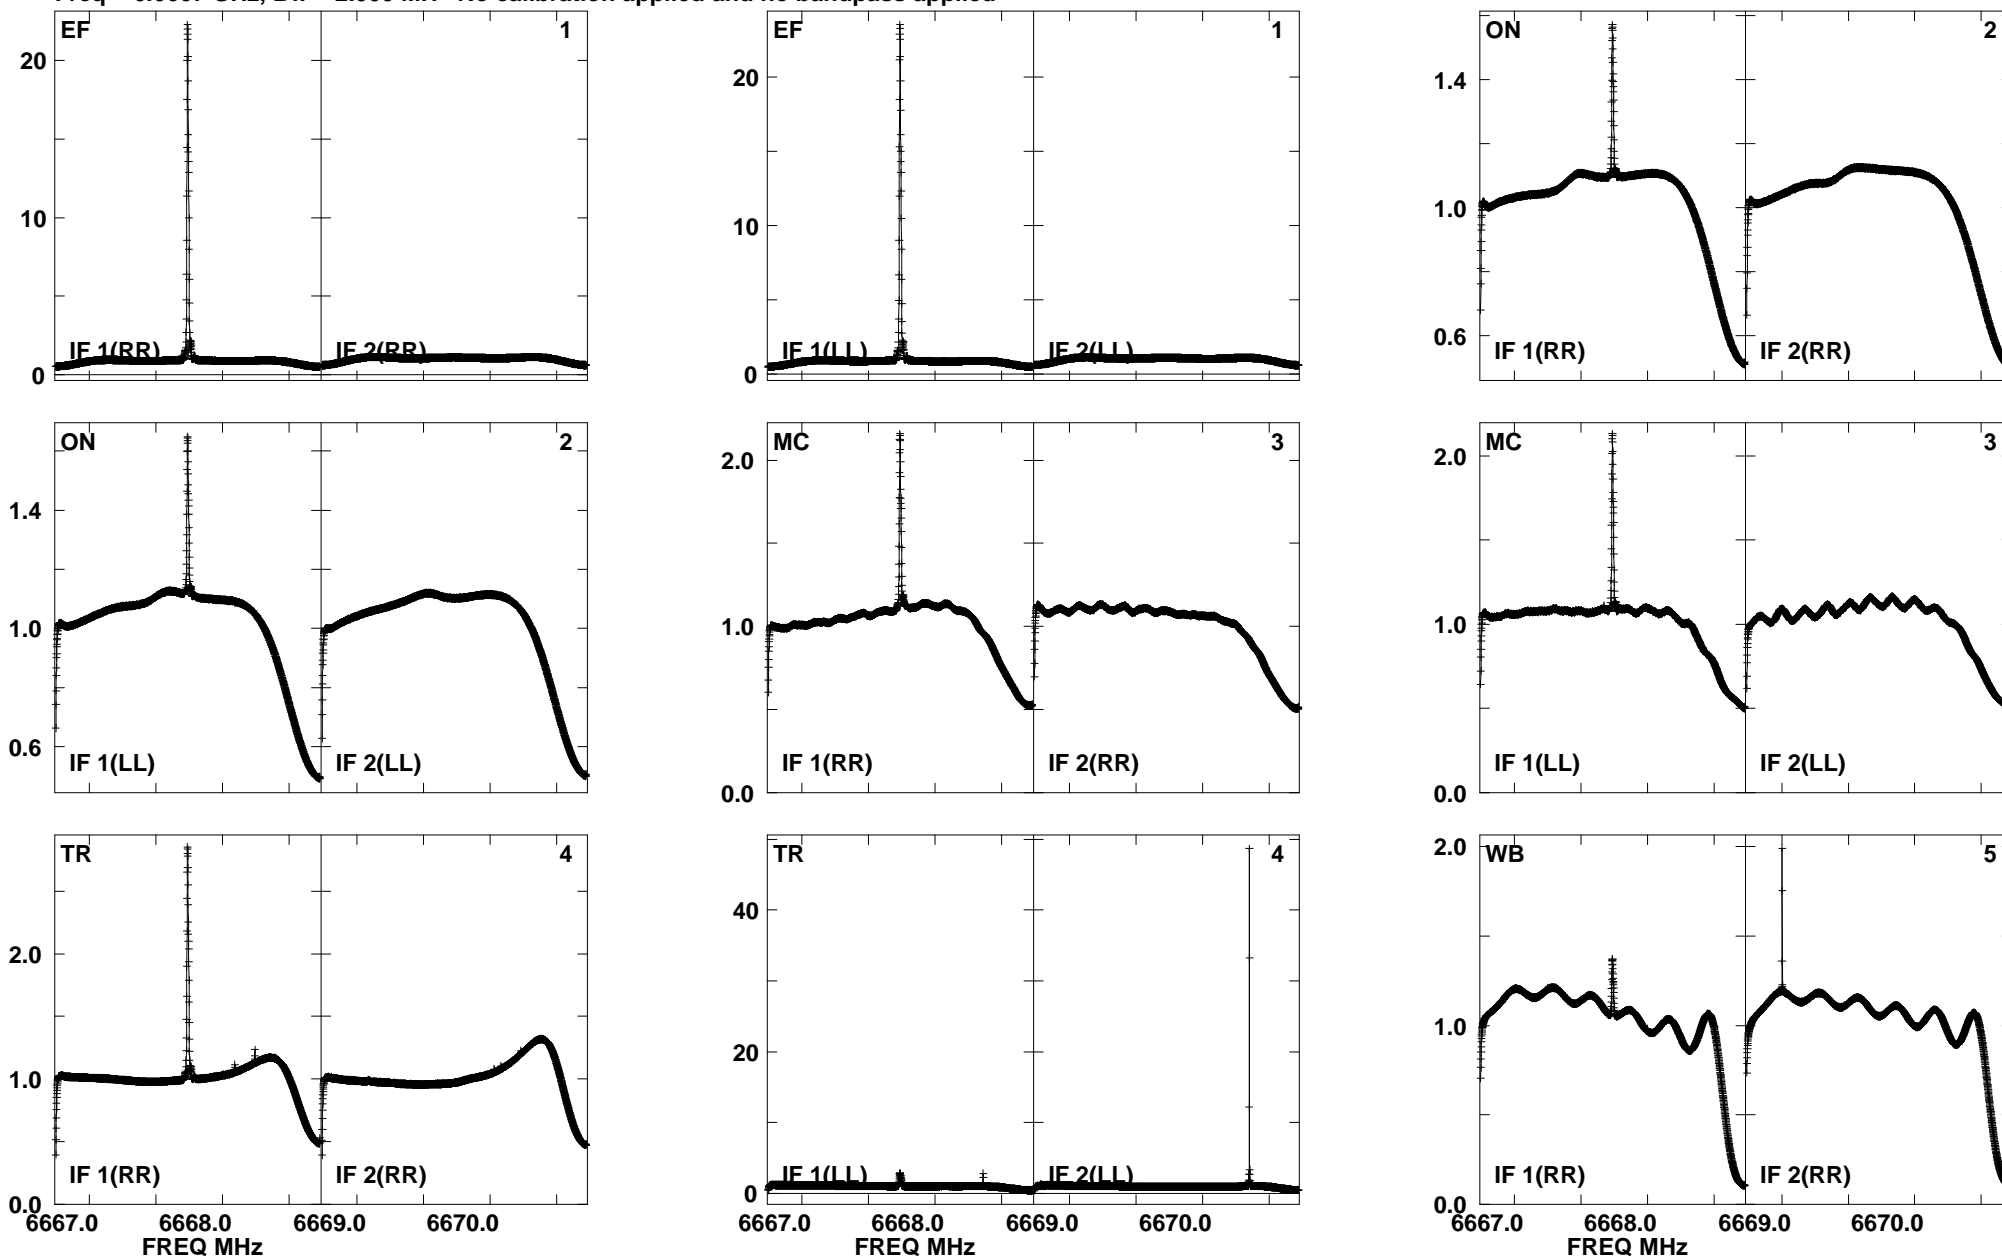 No calibration applied and no bandpass applied
EF 1
20
10
0
IF 1(RR) IF 2(RR)
EF 1
20
10
0
IF 1(LL) IF 2(LL)
ON 2
1.4
1.0
0.6
IF 1(RR) IF 2(RR)
ON 2
1.4
1.0
0.6
IF 1(LL) IF 2(LL)
MC 3
2.0
1.0
0.0
IF 1(RR) IF 2(RR)
MC 3
2.0
1.0
0.0
IF 1(LL) IF 2(LL)
TR 4
2.0
1.0
0.0
IF 1(RR) IF 2(RR)
6667.0 6668.0 6669.0 6670.0
FREQ MHz
TR 4
40
20
0
IF 1(LL) IF 2(LL)
6667.0 6668.0 6669.0 6670.0
FREQ MHz
WB 5
2.0
1.0
0.0
IF 1(RR) IF 2(RR)
6667.0 6668.0 6669.0 6670.0
FREQ MHz